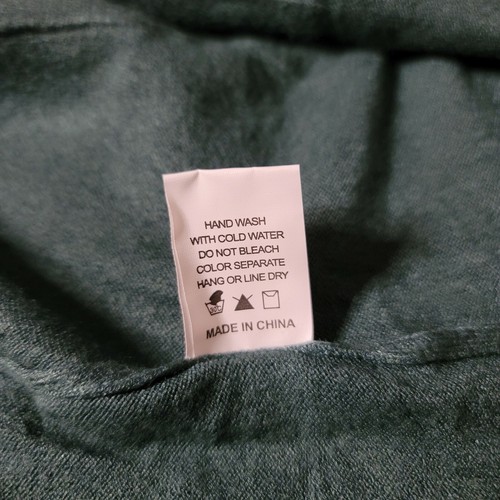 HAND WASH
WITH COLD WATER
DO NOT BLEACH
COLOR SEPARATE
HANG OR LINE DRY
MADE IN CHINA